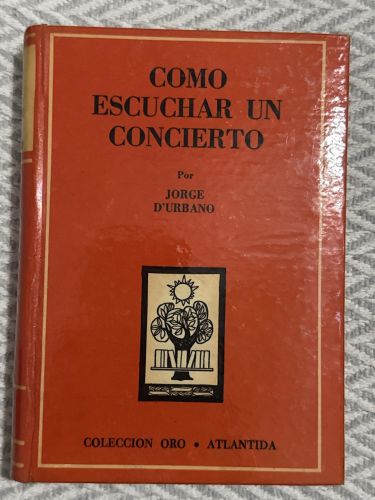 COMO
ESCUCHAR UN
CONCIERTO
Por
JORGE
D'URBANO
COLECCION ORO • ATLANTIDA